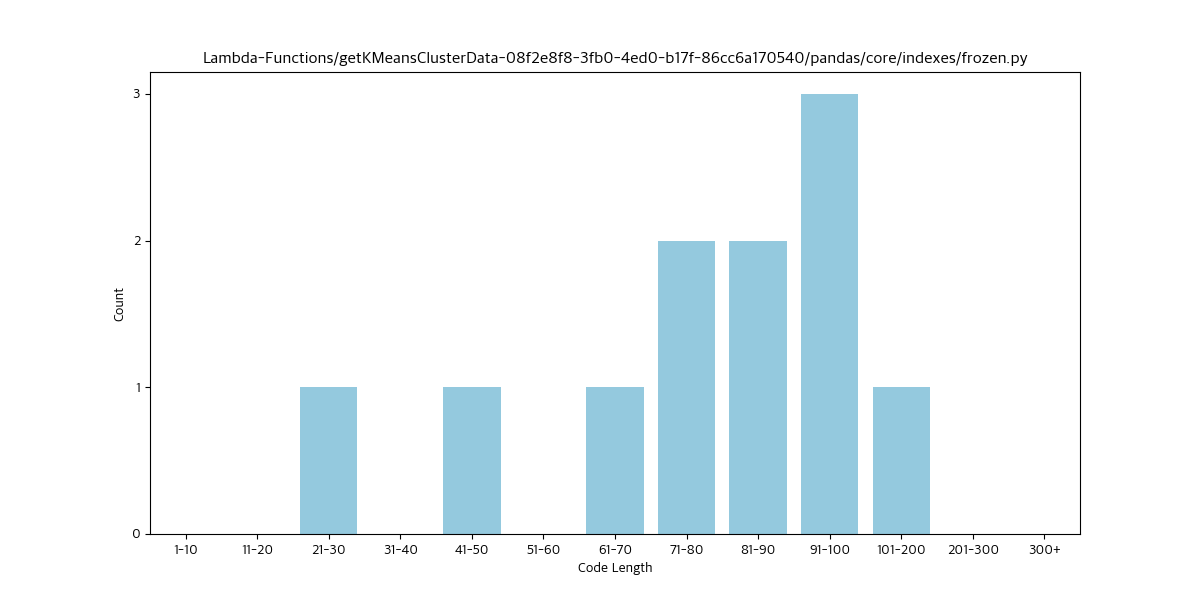 Lambda-Functions/getKMeansClusterData-08f2e8f8-3fb0-4ed0-b17f-86cc6a170540/pandas/core/indexes/frozen.py
3
2
1
0
Count
1-10 11-20 21-30 31-40 41-50 51-60 61-70 71-80 81-90 91-100 101-200 201-300 300+
Code Length